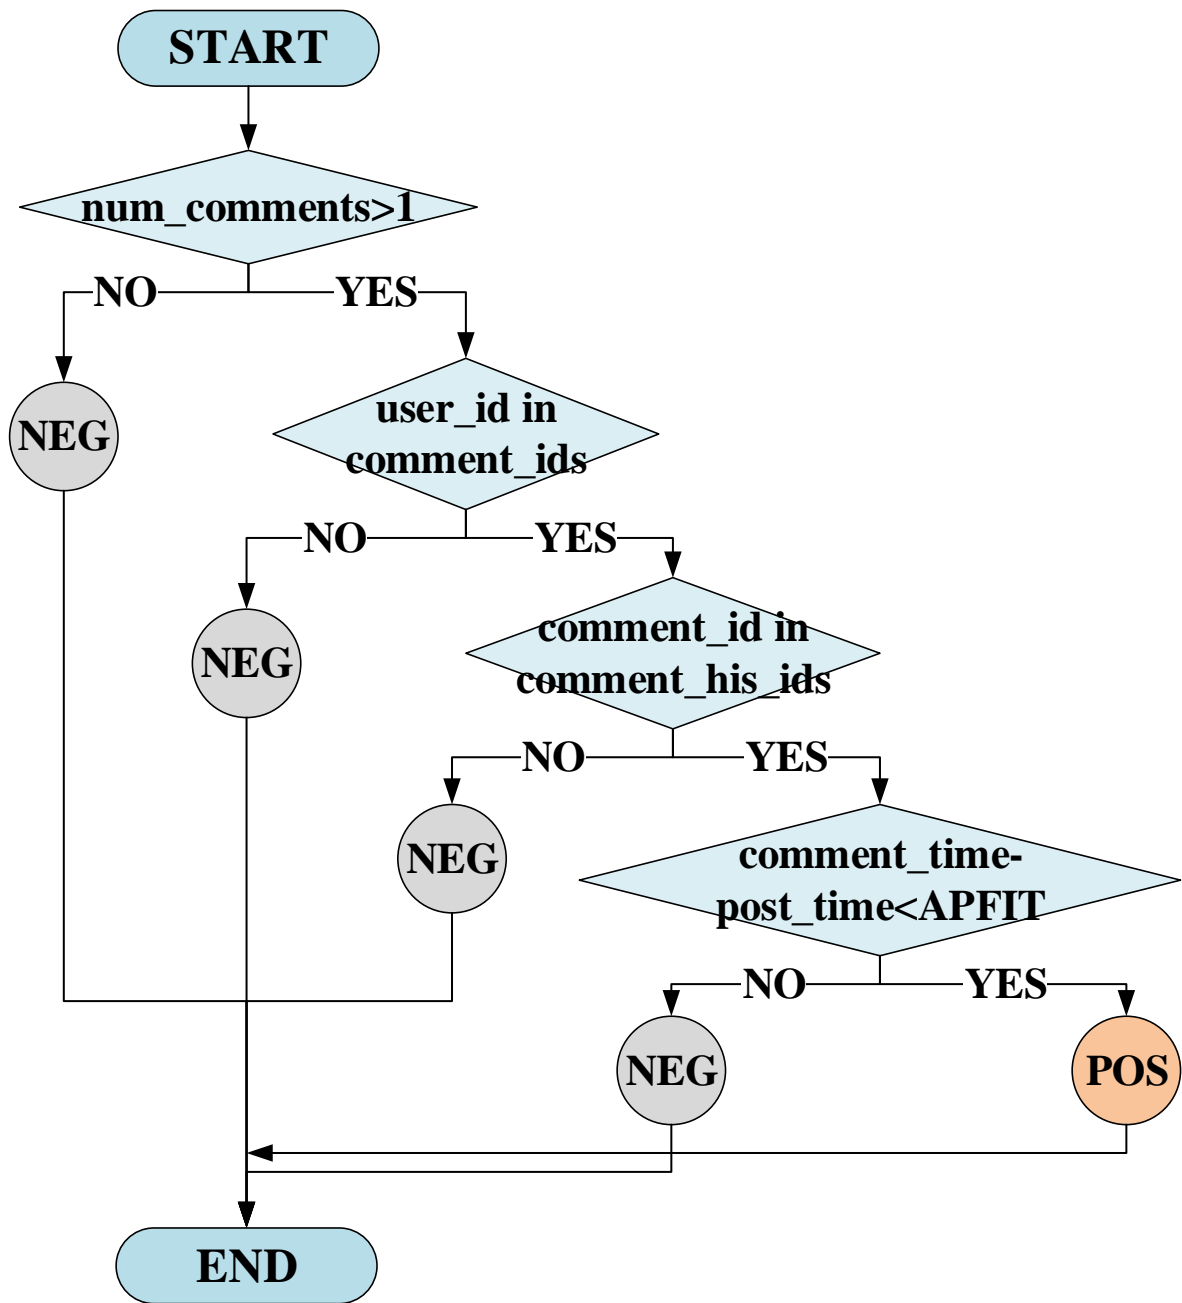 START
num_comments>1
NO
YES
NEG
user_id in
comment_ids
NO
YES
NEG
comment_id in
comment_his_ids
NO
YES
NEG
comment_time-
post_time<APFIT
NO
YES
NEG
POS
END